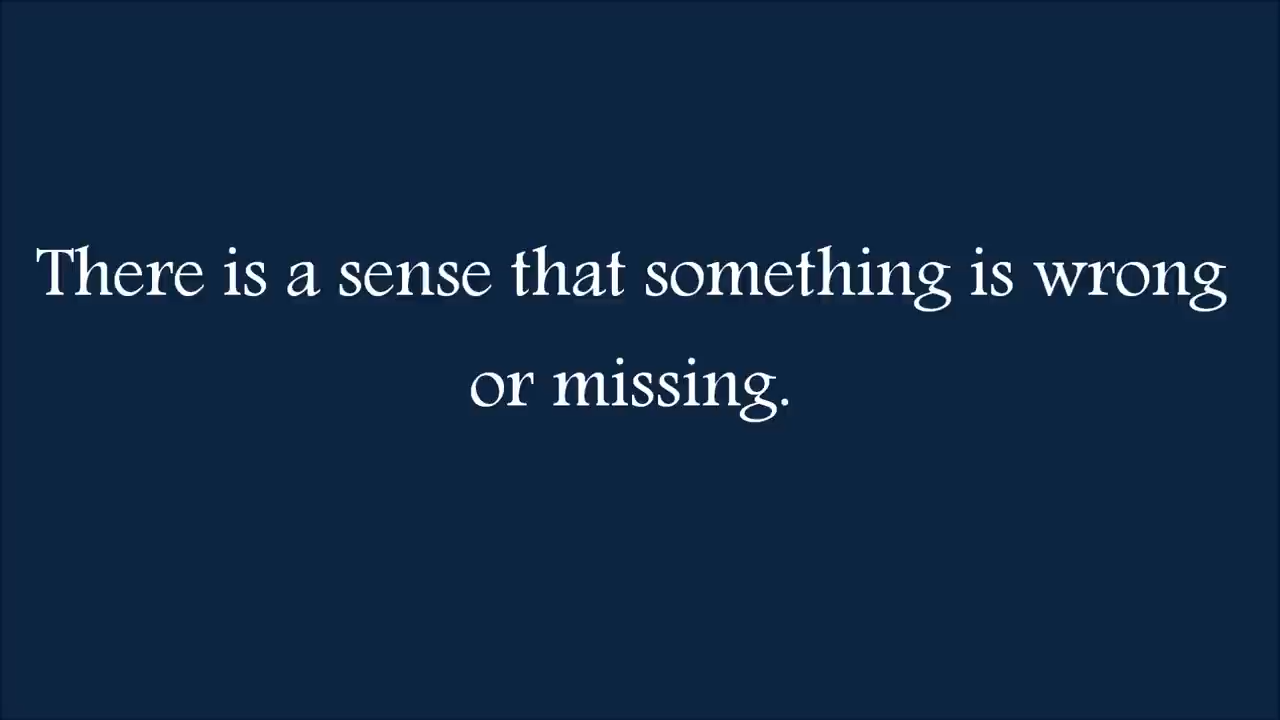 There is a sense that something is wrong
or missing.